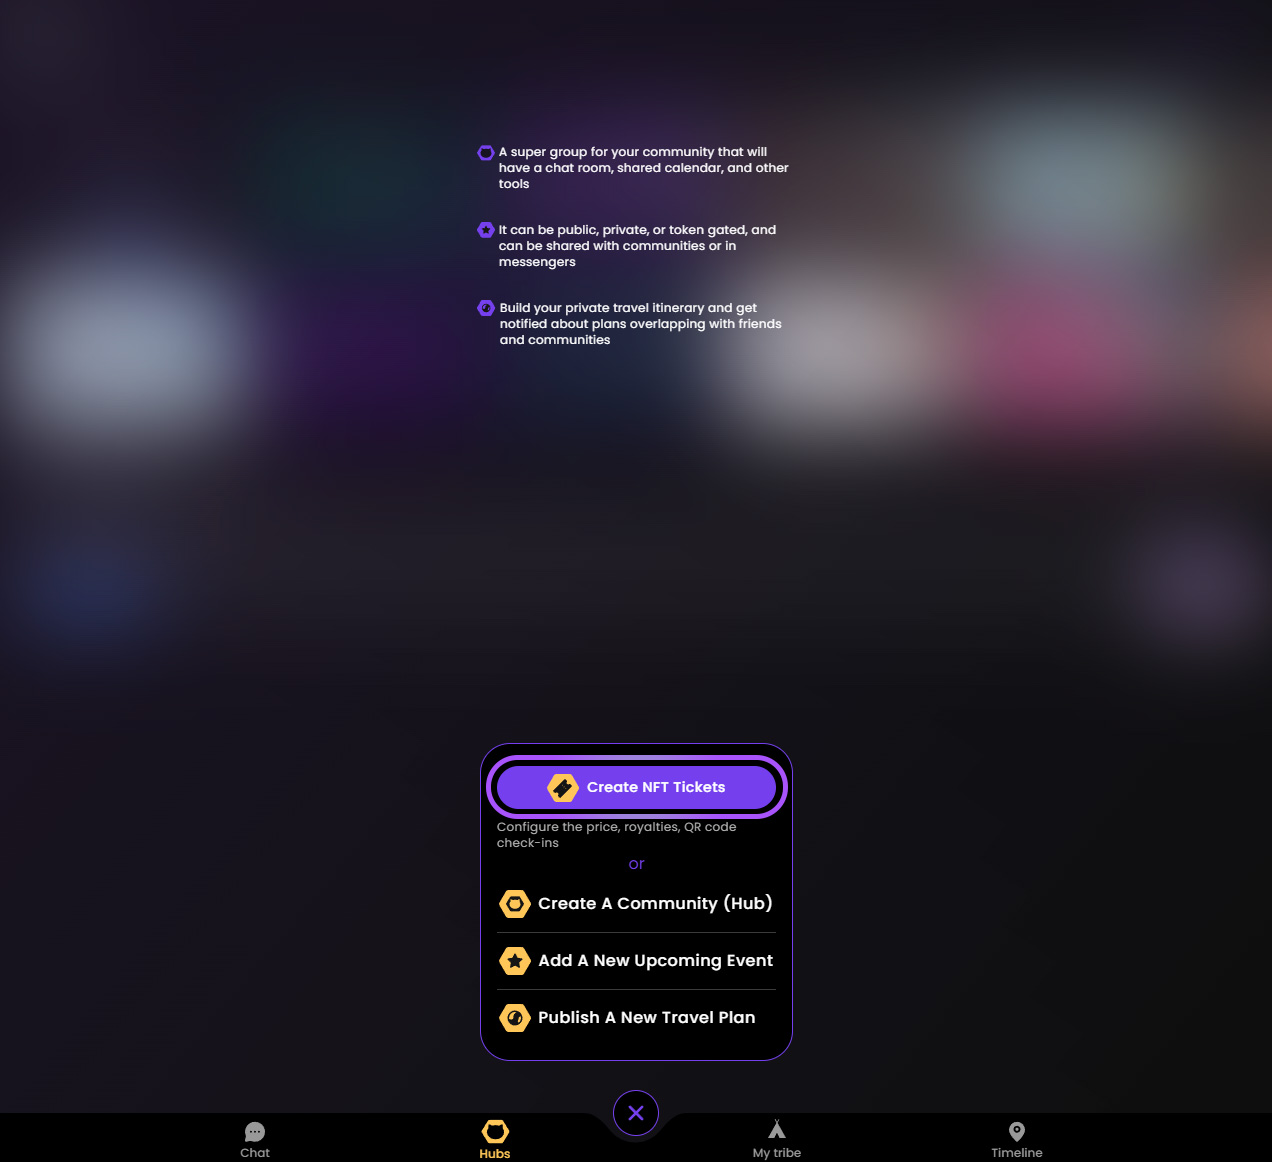 A super group for your community that will
have a chat room, shared calendar, and other
tools
It can be public, private, or token gated, and
can be shared with communities or in
messengers
Build your private travel itinerary and get
notified about plans overlapping with friends
and communities
Create NFT Tickets
Configure the price, royalties, QR code
check-ins
or
Create A Community (Hub)
Add A New Upcoming Event
Publish A New Travel Plan
Chat
Hubs
My tribe
Timeline